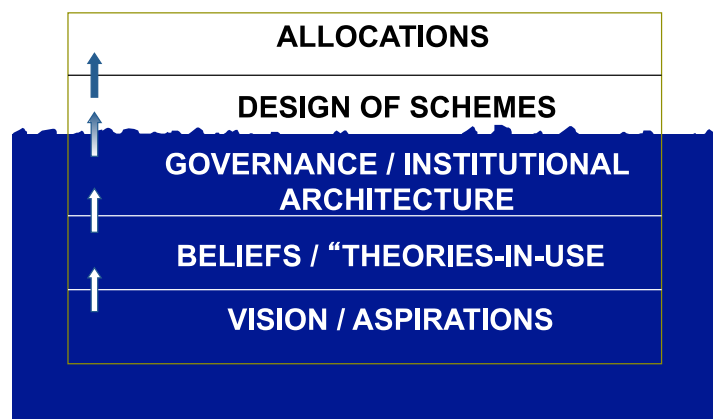 ALLOCATIONS
DESIGN OF SCHEMES
GOVERNANCE / INSTITUTIONAL
ARCHITECTURE
BELIEFS / “THEORIES-IN-USE
VISION / ASPIRATIONS